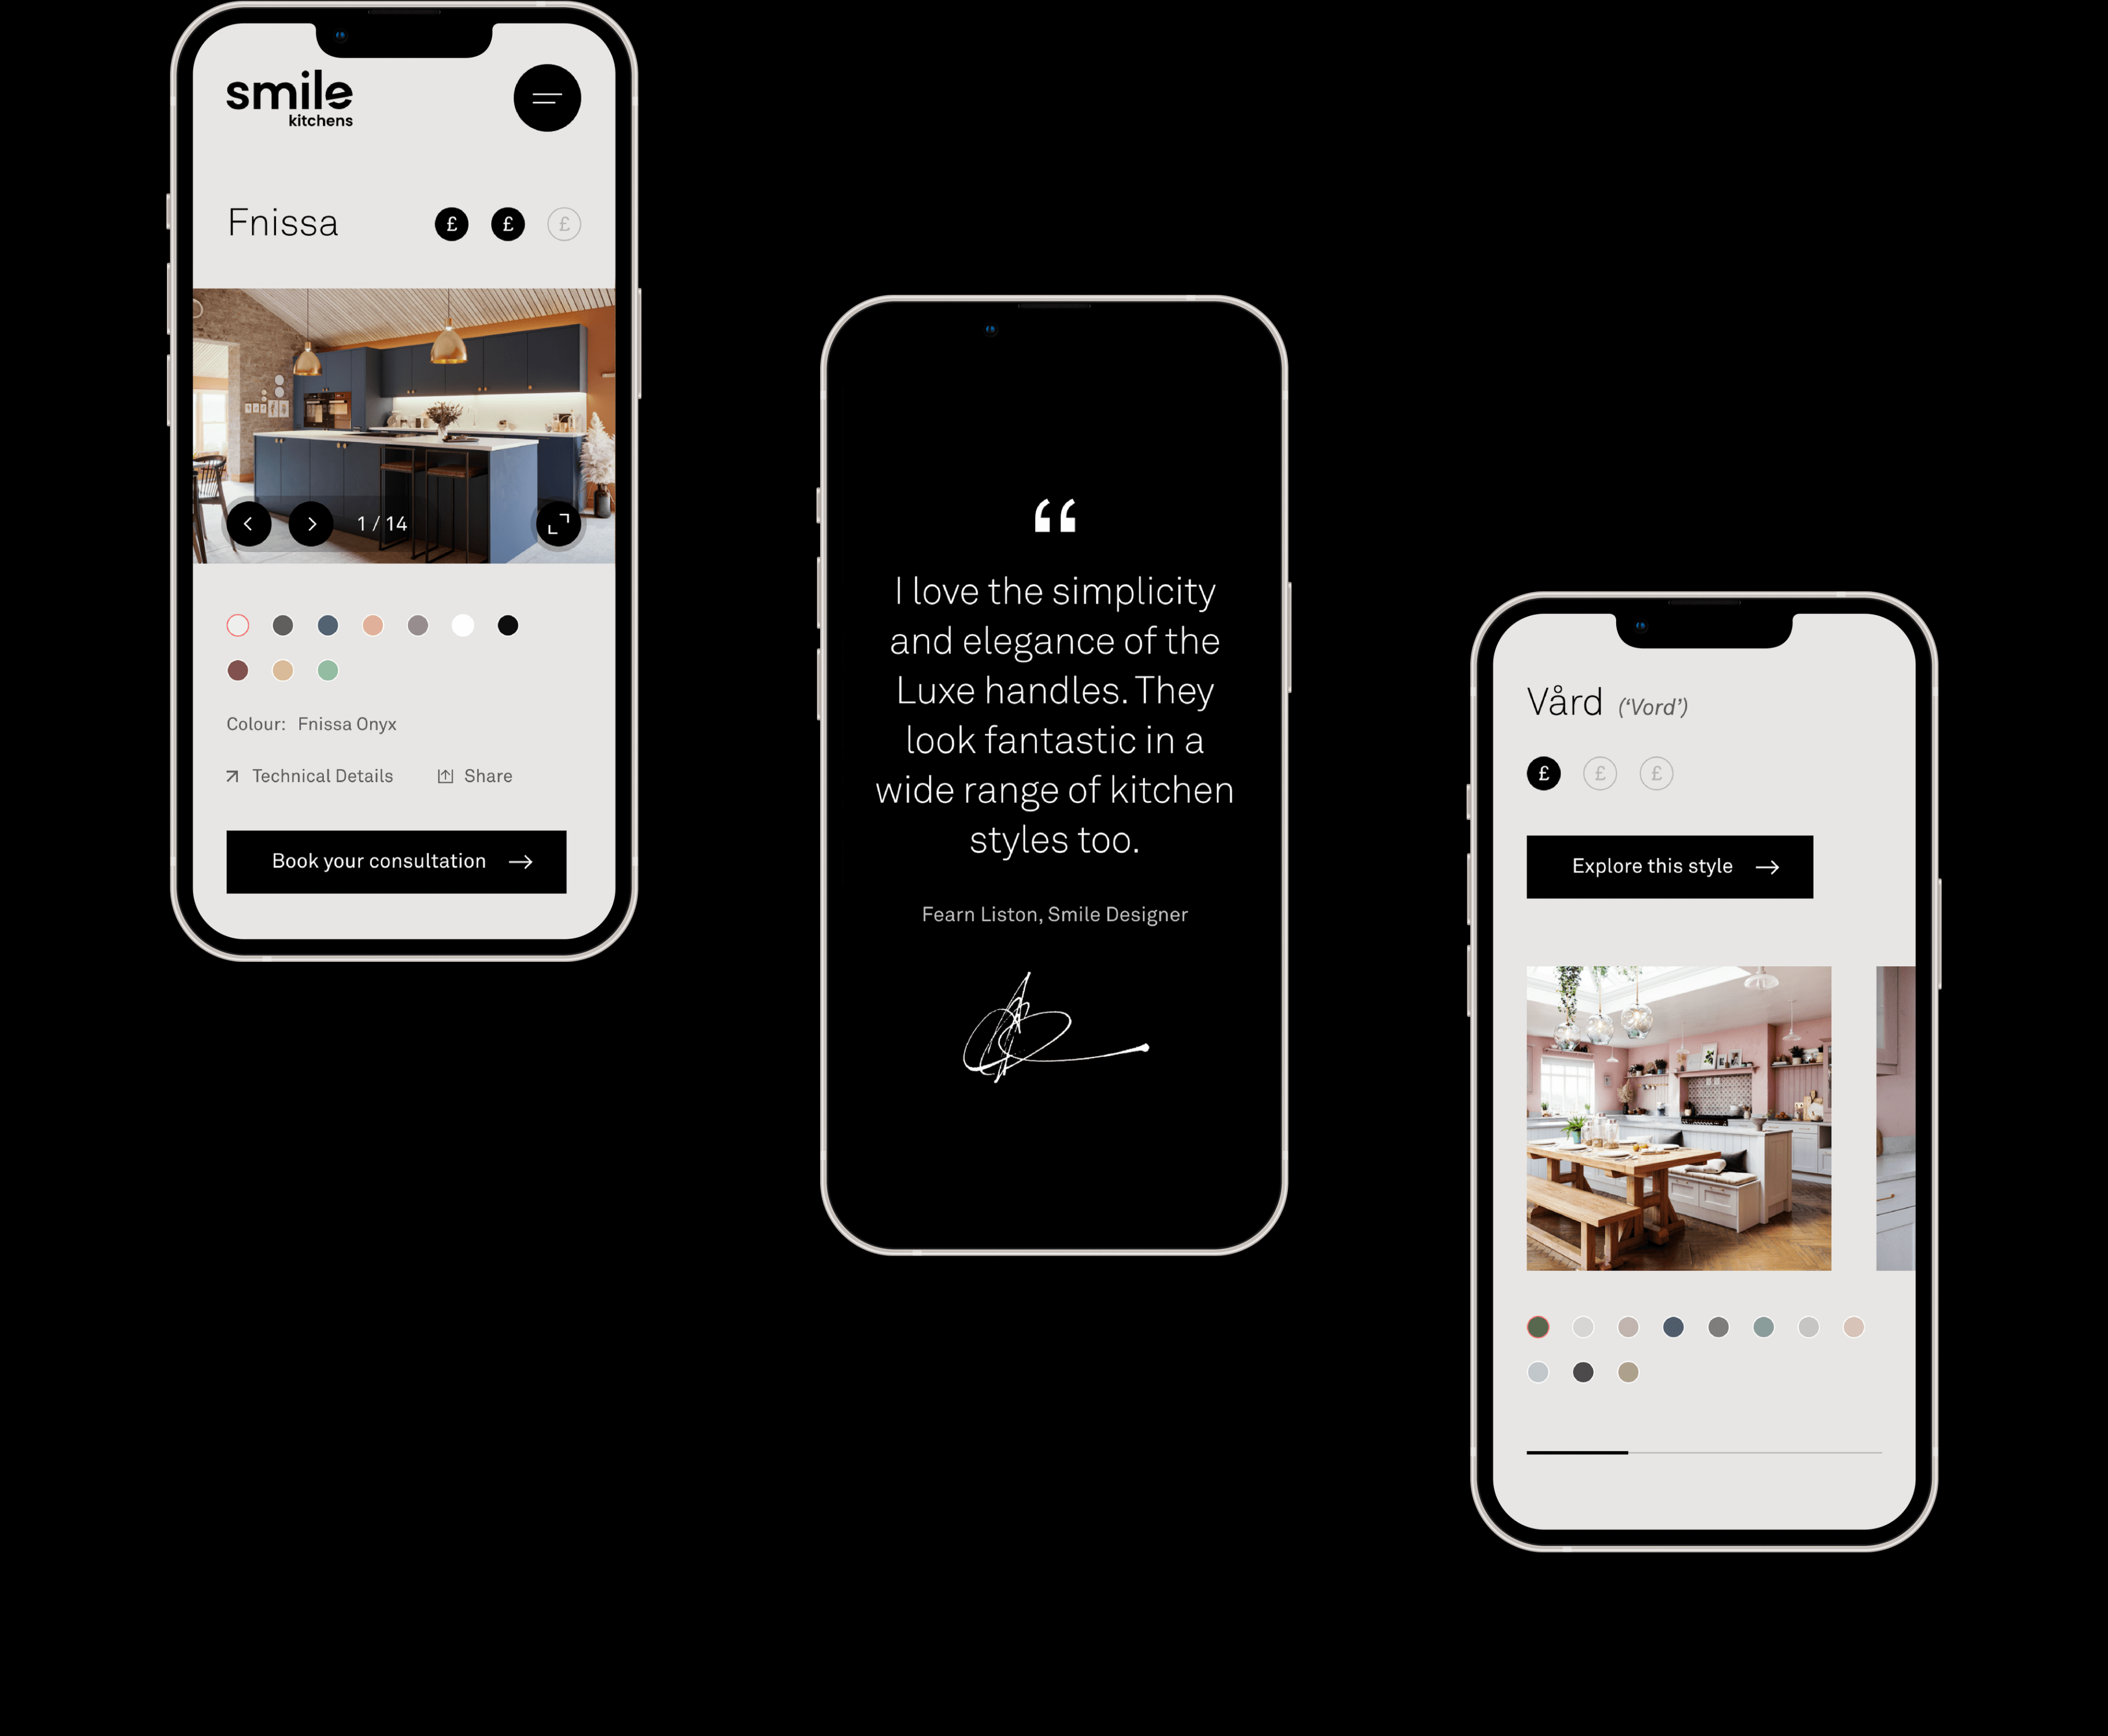 smile
kitchens
Fnissa
£ £ £
1 / 14
Colour: Fnissa Onyx
Technical Details
Share
Book your consultation
“
I love the simplicity
and elegance of the
Luxe handles. They
look fantastic in a
wide range of kitchen
styles too.
Fearn Liston, Smile Designer
Vård (‘Vord’)
£ £ £
Explore this style